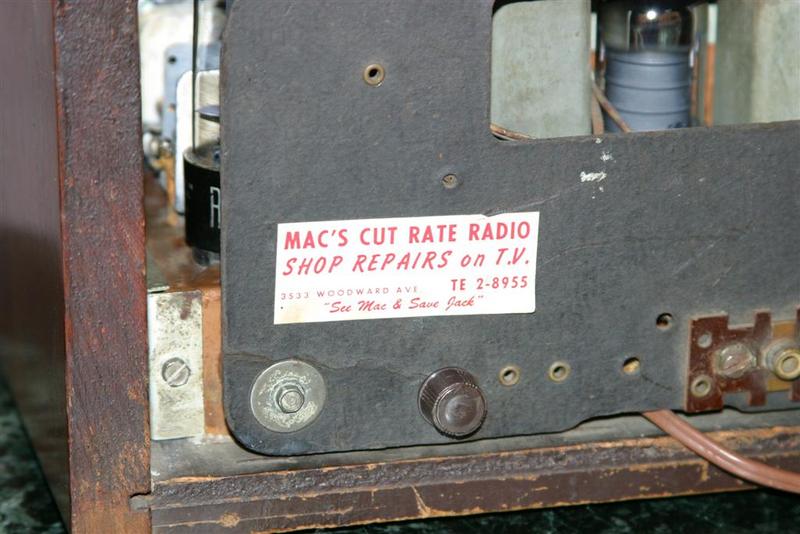 MAC'S CUT RATE RADIO
SHOP REPAIRS on T.V.
3533 WOODWARD AVE TE 2-8955
"See Mac & Save Jack"